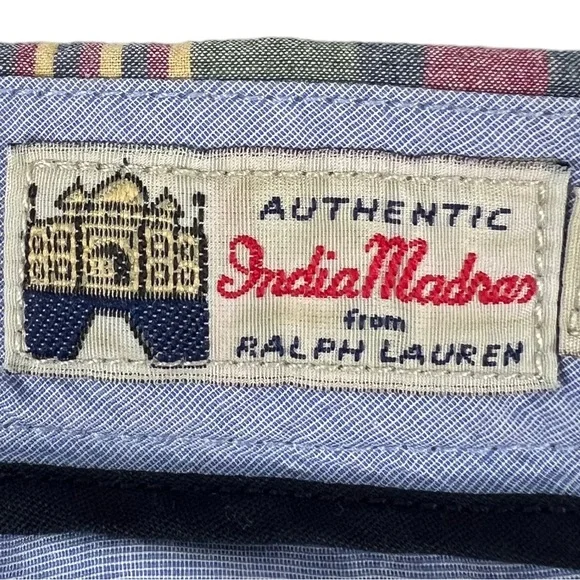 AUTHENTIC
India Madras
from
RALPH LAUREN